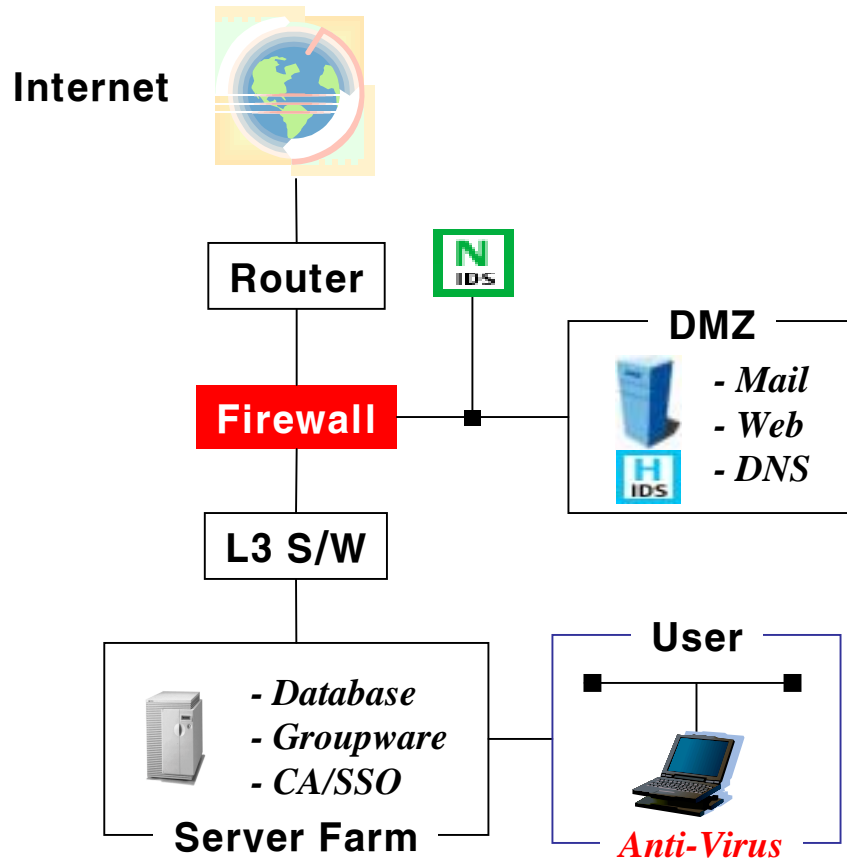 Internet
Router
N
IDS
DMZ
- Mail
- Web
- DNS
H
IDS
Firewall
L3 S/W
- Database
- Groupware
- CA/SSO
Server Farm
User
Anti-Virus